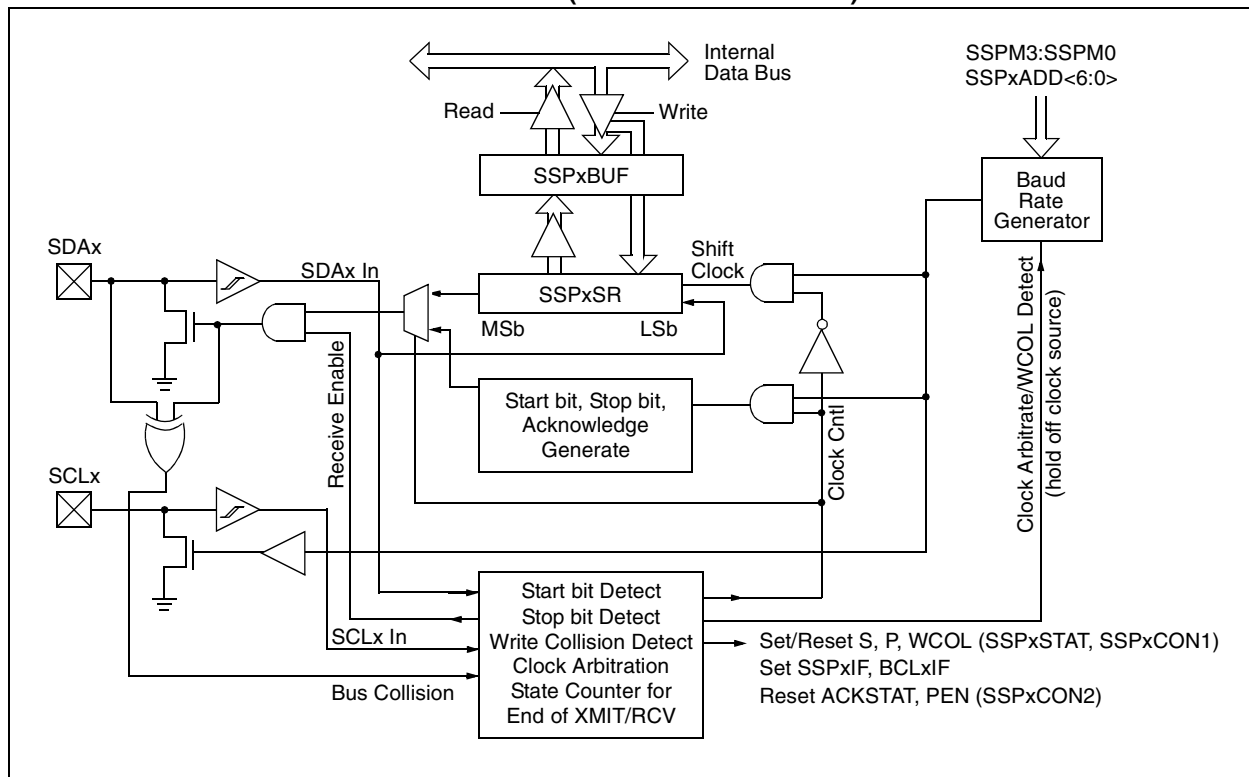 Internal
Data Bus
SSPM3:SSPM0
SSPxADD<6:0>
Read
Write
SSPxBUF
Baud
Rate
Generator
SDAx
SDAx In
Shift
Clock
SSPxSR
MSb
LSb
Receive Enable
Start bit, Stop bit,
Acknowledge
Generate
Clock Cntl
Clock Arbitrate/WCOL Detect
(hold off clock source)
SCLx
SCLx In
Bus Collision
Start bit Detect
Stop bit Detect
Write Collision Detect
Clock Arbitration
State Counter for
End of XMIT/RCV
Set/Reset S, P, WCOL (SSPxSTAT, SSPxCON1)
Set SSPxIF, BCLxIF
Reset ACKSTAT, PEN (SSPxCON2)